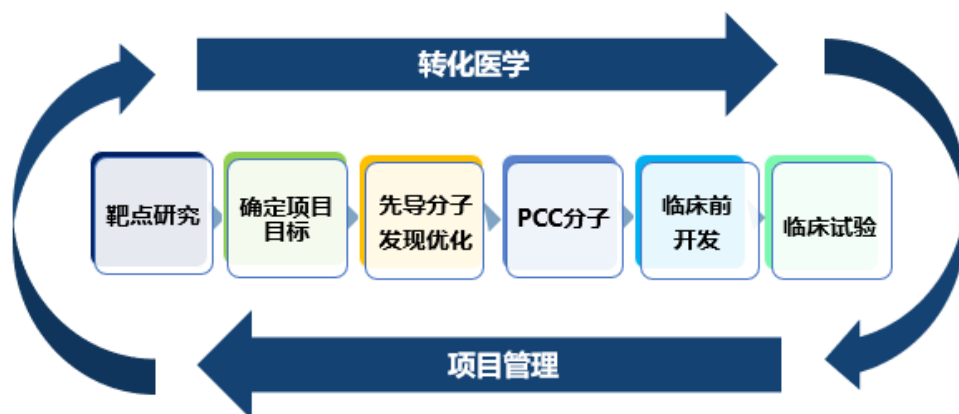 转化医学
靶点研究
确定项目
目标
先导分子
发现优化
PCC分子
临床前
开发
临床试验
项目管理